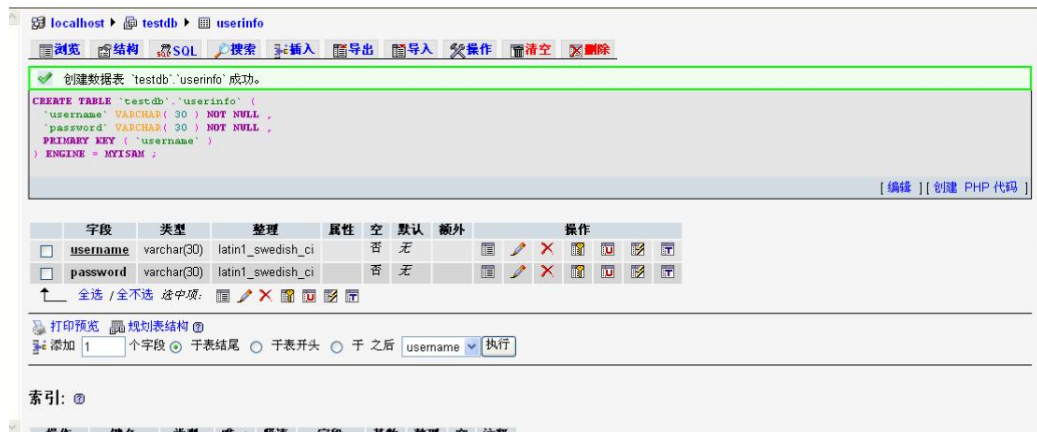 localhost ▸ testdb ▸ userinfo
浏览 结构 SQL 搜索 插入 导出 导入 操作 清空 删除
创建数据表 `testdb`.`userinfo` 成功。
CREATE TABLE `testdb`.`userinfo` (
`username` VARCHAR( 30 ) NOT NULL ,
`password` VARCHAR( 30 ) NOT NULL ,
PRIMARY KEY ( `username` )
) ENGINE = MYISAM ;
[ 编辑 ] [ 创建 PHP 代码 ]
字段 类型 整理 属性 空 默认 额外 操作
username varchar(30) latin1_swedish_ci 否 无
password varchar(30) latin1_swedish_ci 否 无
全选 / 全不选 选中项:
打印预览 规划表结构
添加 1 个字段 于表结尾 于表开头 于 之后 username 执行
索引: